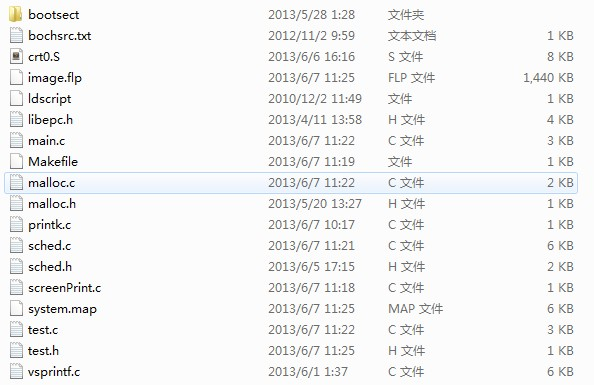 bootsect 2013/5/28 1:28 文件夹
bochsrc.txt 2012/11/2 9:59 文本文档 1 KB
crt0.S 2013/6/6 16:16 S 文件 8 KB
image.flp 2013/6/7 11:25 FLP 文件 1,440 KB
ldscript 2010/12/2 11:49 文件 1 KB
libepc.h 2013/4/11 13:58 H 文件 4 KB
main.c 2013/6/7 11:22 C 文件 3 KB
Makefile 2013/6/7 11:19 文件 1 KB
malloc.c 2013/6/7 11:22 C 文件 2 KB
malloc.h 2013/5/20 13:27 H 文件 1 KB
printk.c 2013/6/7 10:17 C 文件 1 KB
sched.c 2013/6/7 11:21 C 文件 6 KB
sched.h 2013/6/5 17:15 H 文件 2 KB
screenPrint.c 2013/6/7 11:18 C 文件 1 KB
system.map 2013/6/7 11:25 MAP 文件 6 KB
test.c 2013/6/7 11:22 C 文件 3 KB
test.h 2013/6/7 11:25 H 文件 1 KB
vsprintf.c 2013/6/1 1:37 C 文件 6 KB